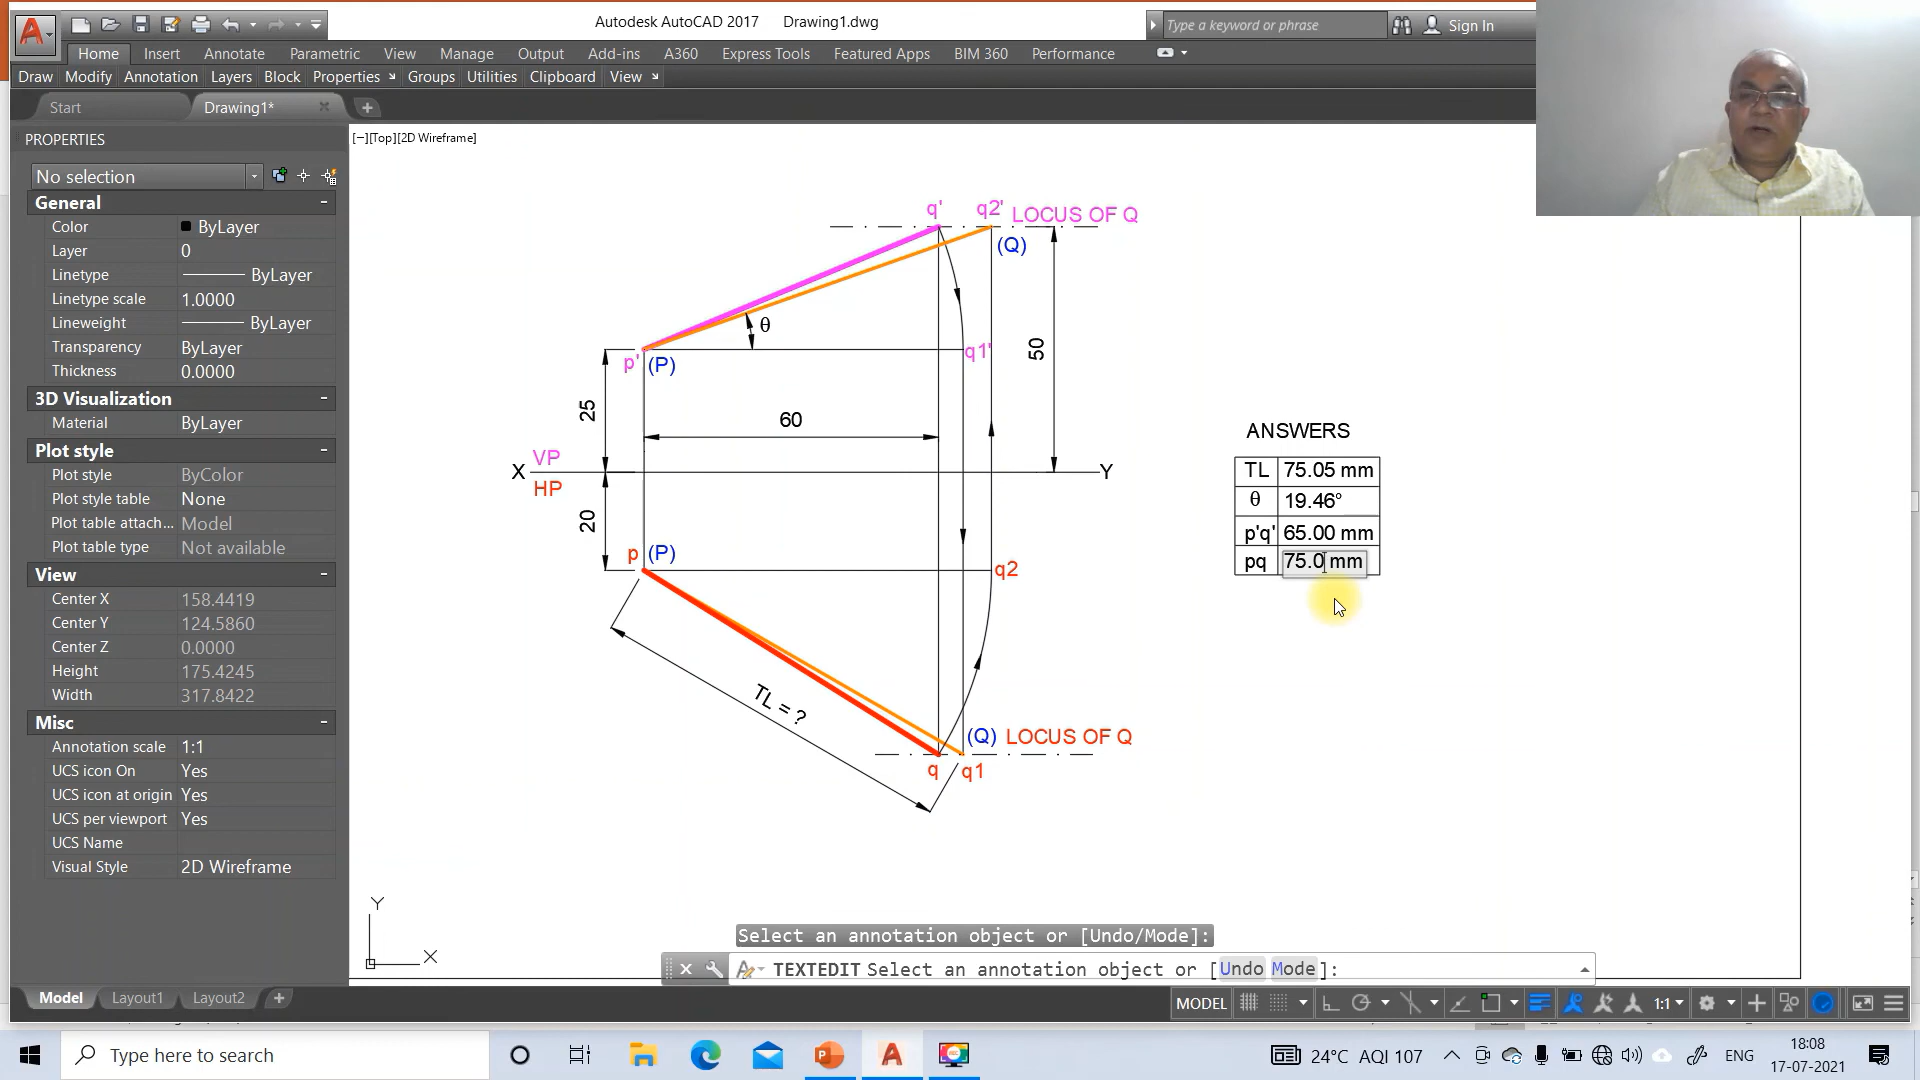 Autodesk AutoCAD 2017 Drawing1.dwg
Type a keyword or phrase
Sign In
Home Insert Annotate Parametric View Manage Output Add-ins A360 Express Tools Featured Apps BIM 360 Performance
Draw Modify Annotation Layers Block Properties Groups Utilities Clipboard View
Start Drawing1*
PROPERTIES
No selection
General
Color ByLayer
Layer 0
Linetype ByLayer
Linetype scale 1.0000
Lineweight ByLayer
Transparency ByLayer
Thickness 0.0000
3D Visualization
Material ByLayer
Plot style
Plot style ByColor
Plot style table None
Plot table attach... Model
Plot table type Not available
View
Center X 158.4419
Center Y 124.5860
Center Z 0.0000
Height 175.4245
Width 317.8422
Misc
Annotation scale 1:1
UCS icon On Yes
UCS icon at origin Yes
UCS per viewport Yes
UCS Name
Visual Style 2D Wireframe
[−][Top][2D Wireframe]
q' q2' LOCUS OF Q
(Q)
θ
p' (P)
q1'
50
25
60
X VP Y
HP
20
p (P)
q2
TL = ?
(Q) LOCUS OF Q
q q1
ANSWERS
TL 75.05 mm
θ 19.46°
p'q' 65.00 mm
pq 75.0 mm
Y
X
Select an annotation object or [Undo/Mode]:
TEXTEDIT Select an annotation object or [Undo Mode]:
Model Layout1 Layout2
MODEL 1:1
Type here to search
24°C AQI 107 ENG
18:08
17-07-2021